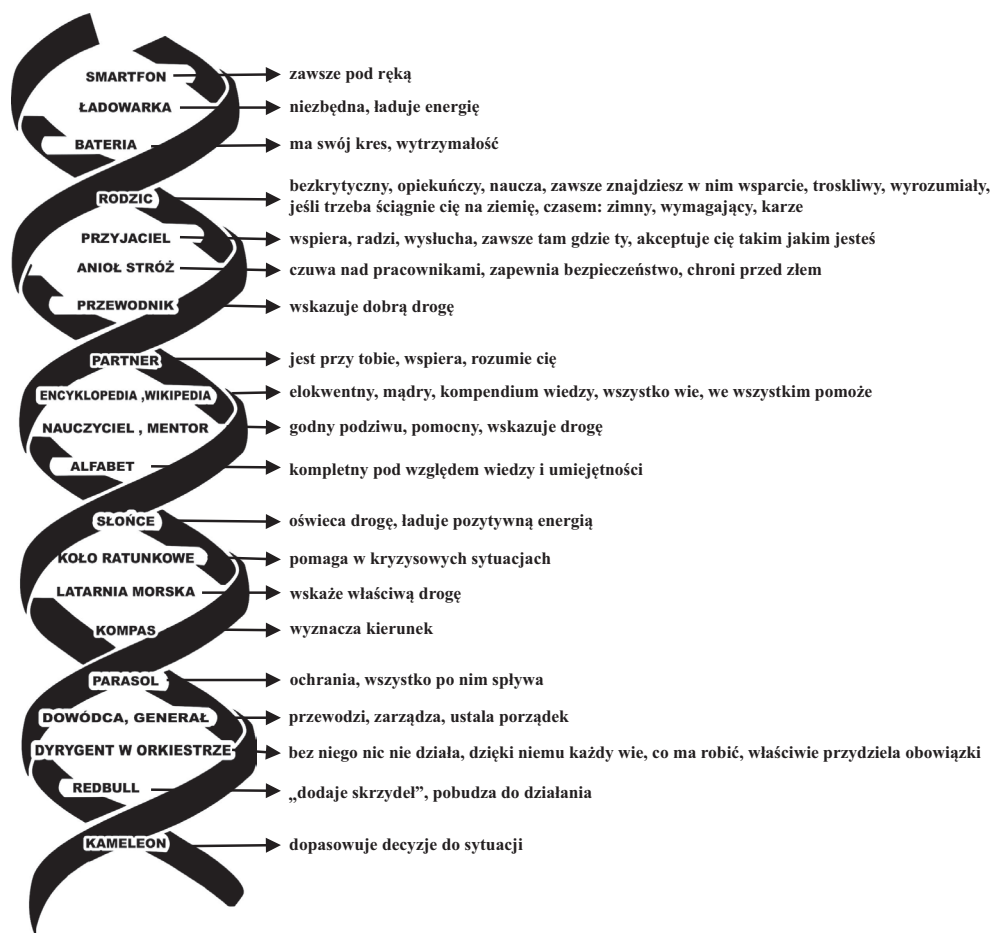 SMARTFON zawsze pod ręką
ŁADOWARKA niezbędna, ładuje energię
BATERIA ma swój kres, wytrzymałość
RODZIC bezkrytyczny, opiekuńczy, naucza, zawsze znajdziesz w nim wsparcie, troskliwy, wyrozumiały,
jeśli trzeba ściągnie cię na ziemię, czasem: zimny, wymagający, karze
PRZYJACIEL wspiera, radzi, wysłucha, zawsze tam gdzie ty, akceptuje cię takim jakim jesteś
ANIOŁ STRÓŻ czuwa nad pracownikami, zapewnia bezpieczeństwo, chroni przed złem
PRZEWODNIK wskazuje dobrą drogę
PARTNER jest przy tobie, wspiera, rozumie cię
ENCYKLOPEDIA ,WIKIPEDIA elokwentny, mądry, kompendium wiedzy, wszystko wie, we wszystkim pomoże
NAUCZYCIEL , MENTOR godny podziwu, pomocny, wskazuje drogę
ALFABET kompletny pod względem wiedzy i umiejętności
SŁOŃCE oświeca drogę, ładuje pozytywną energią
KOŁO RATUNKOWE pomaga w kryzysowych sytuacjach
LATARNIA MORSKA wskaże właściwą drogę
KOMPAS wyznacza kierunek
PARASOL ochrania, wszystko po nim spływa
DOWÓDCA, GENERAŁ przewodzi, zarządza, ustala porządek
DYRYGENT W ORKIESTRZE bez niego nic nie działa, dzięki niemu każdy wie, co ma robić, właściwie przydziela obowiązki
REDBULL „dodaje skrzydeł”, pobudza do działania
KAMELEON dopasowuje decyzje do sytuacji